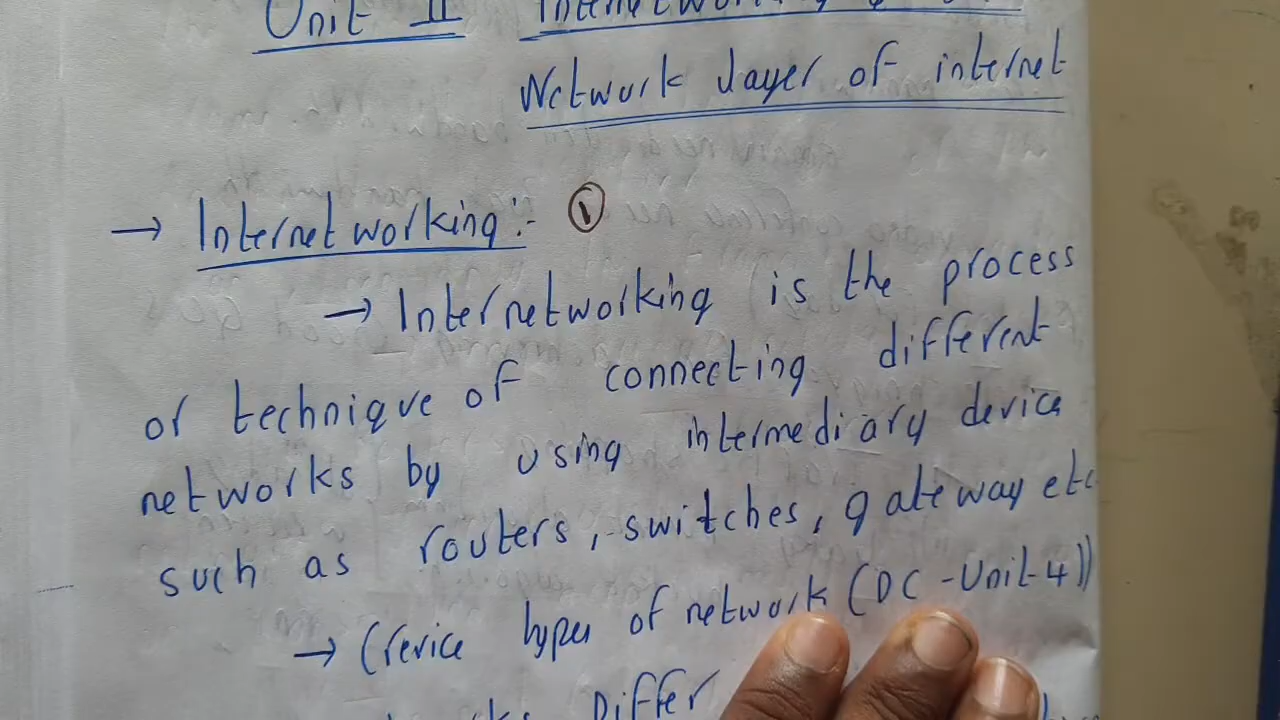 Unit II Internetworking
Network Layer of internet
→ Internetworking :- ①
→ Internetworking is the process
or technique of connecting different
networks by using intermediary device
such as routers, switches, gateway etc
→ (revice types of network (DC - Unit-4))
Differ